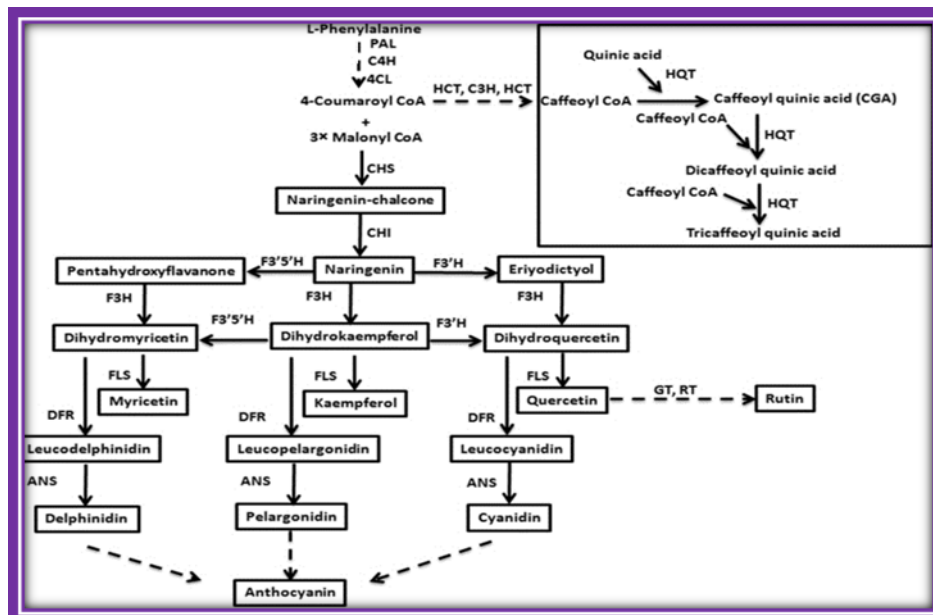 L-Phenylalanine
PAL
C4H
4CL
4-Coumaroyl CoA
+
3× Malonyl CoA
HCT, C3H, HCT
Quinic acid
HQT
Caffeoyl CoA
Caffeoyl quinic acid (CGA)
Caffeoyl CoA
HQT
Dicaffeoyl quinic acid
Caffeoyl CoA
HQT
Tricaffeoyl quinic acid
CHS
Naringenin-chalcone
CHI
Pentahydroxyflavanone
F3'5'H
Naringenin
F3'H
Eriyodictyol
F3H
F3H
F3H
Dihydromyricetin
F3'5'H
Dihydrokaempferol
F3'H
Dihydroquercetin
FLS
FLS
FLS
Myricetin
Kaempferol
Quercetin
GT, RT
Rutin
DFR
DFR
DFR
Leucodelphinidin
Leucopelargonidin
Leucocyanidin
ANS
ANS
ANS
Delphinidin
Pelargonidin
Cyanidin
Anthocyanin